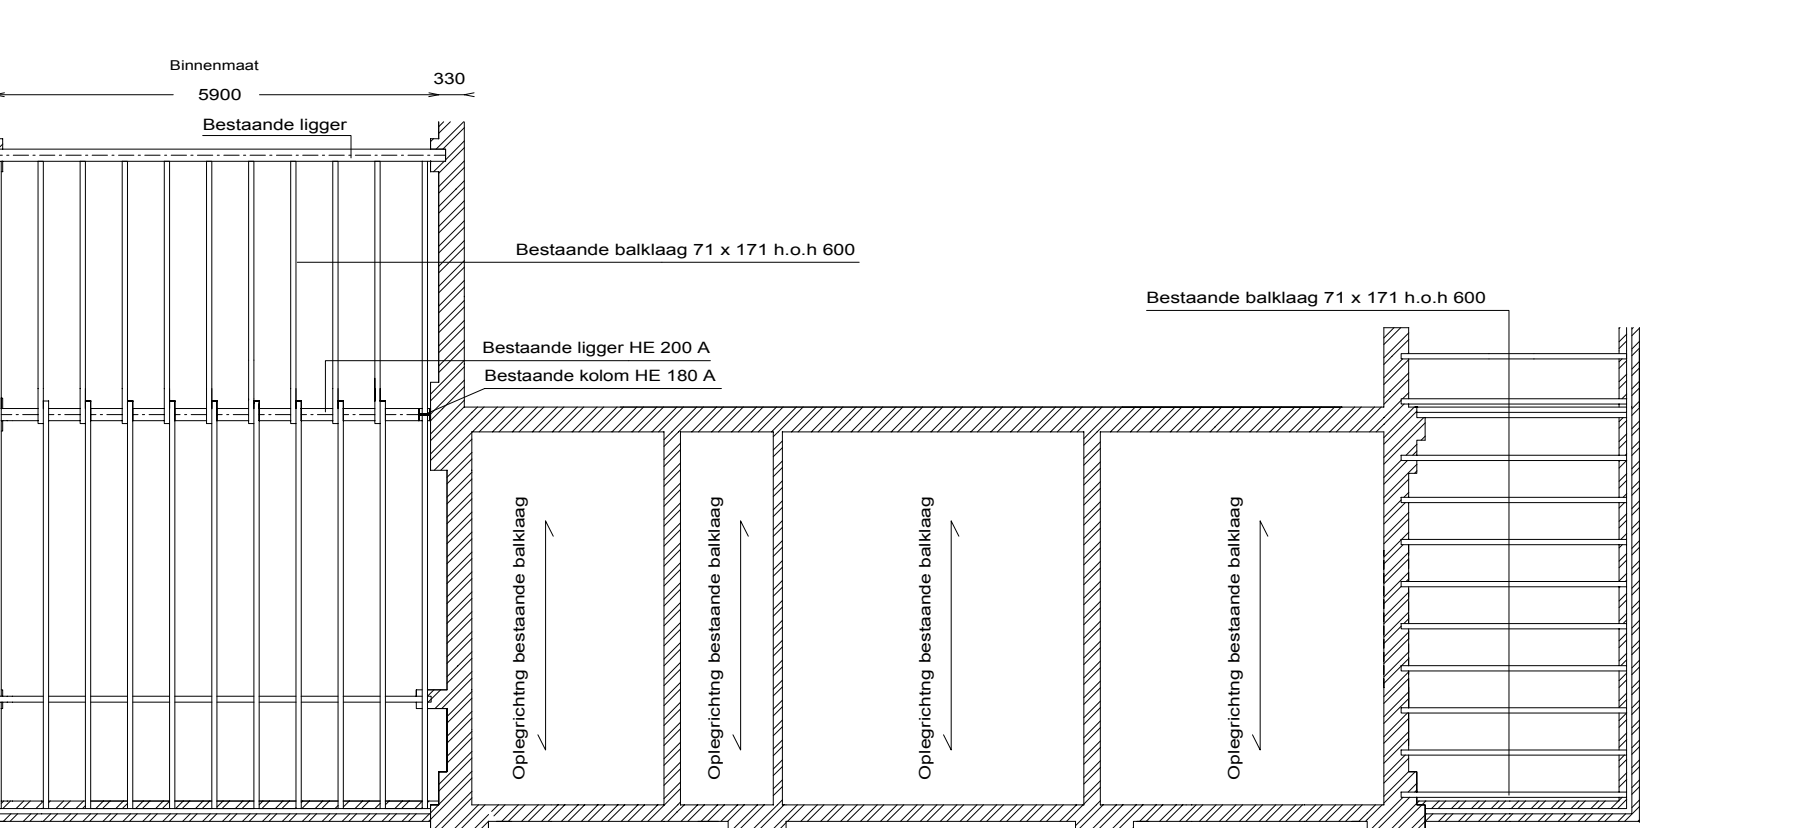 Binnenmaat
330
5900
Bestaande ligger
Bestaande balklaag 71 x 171 h.o.h 600
Bestaande balklaag 71 x 171 h.o.h 600
Bestaande ligger HE 200 A
Bestaande kolom HE 180 A
Oplegrichtng bestaande balklaag
Oplegrichtng bestaande balklaag
Oplegrichtng bestaande balklaag
Oplegrichtng bestaande balklaag